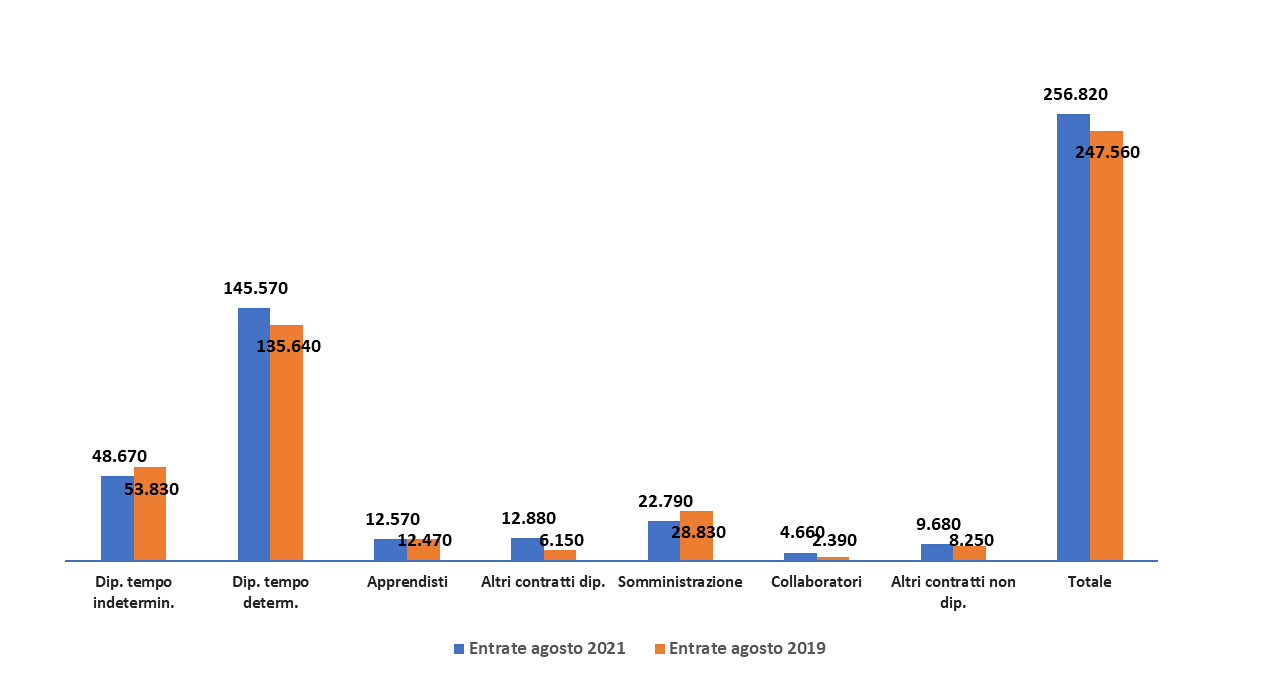 256.820
247.560
145.570
135.640
48.670
53.830
12.570
12.470
12.880
6.150
22.790
28.830
4.660
2.390
9.680
8.250
Dip. tempo
indetermin.
Dip. tempo
determ.
Apprendisti
Altri contratti dip.
Somministrazione
Collaboratori
Altri contratti non
dip.
Totale
Entrate agosto 2021
Entrate agosto 2019